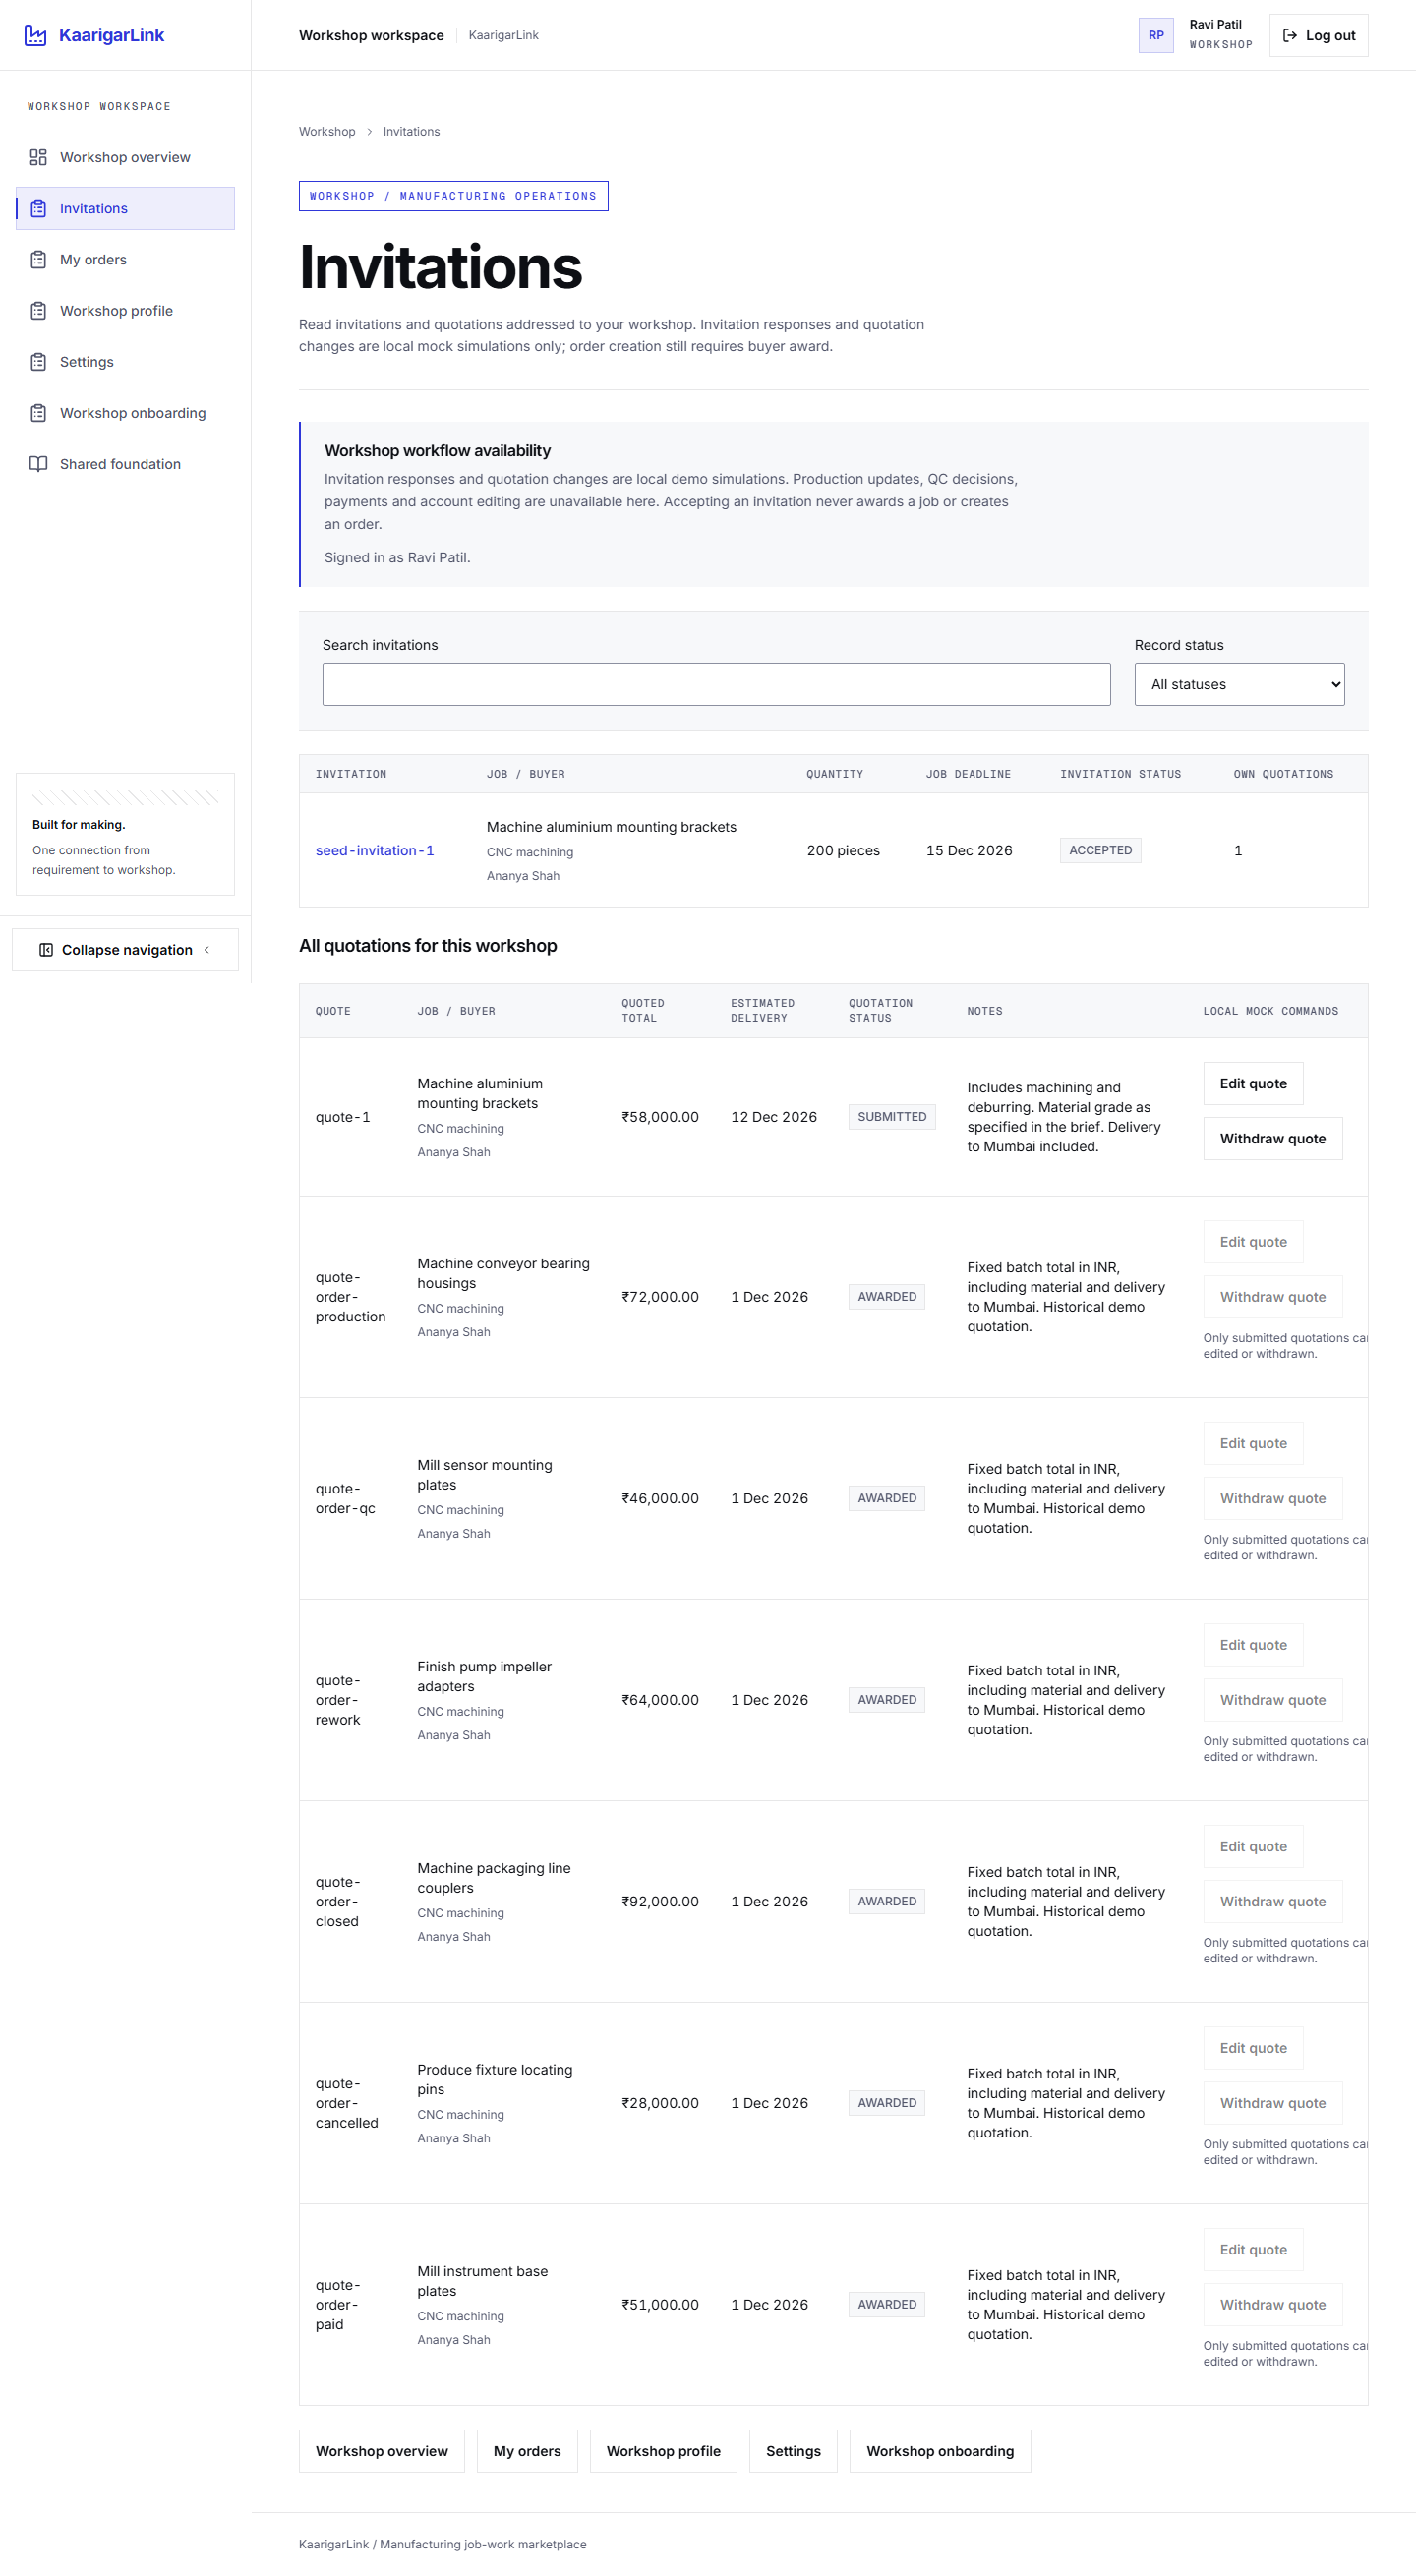 KaarigarLink
Workshop workspace
KaarigarLink
RP
Ravi Patil
WORKSHOP
Log out
WORKSHOP WORKSPACE
Workshop overview
Invitations
My orders
Workshop profile
Settings
Workshop onboarding
Shared foundation
Built for making.
One connection from
requirement to workshop.
Collapse navigation
Workshop > Invitations
WORKSHOP / MANUFACTURING OPERATIONS
Invitations
Read invitations and quotations addressed to your workshop. Invitation responses and quotation
changes are local mock simulations only; order creation still requires buyer award.
Workshop workflow availability
Invitation responses and quotation changes are local demo simulations. Production updates, QC decisions,
payments and account editing are unavailable here. Accepting an invitation never awards a job or creates
an order.
Signed in as Ravi Patil.
Search invitations
Record status
All statuses
INVITATION JOB / BUYER QUANTITY JOB DEADLINE INVITATION STATUS OWN QUOTATIONS
seed-invitation-1
Machine aluminium mounting brackets
CNC machining
Ananya Shah
200 pieces
15 Dec 2026
ACCEPTED
1
All quotations for this workshop
QUOTE
JOB / BUYER
QUOTED
TOTAL
ESTIMATED
DELIVERY
QUOTATION
STATUS
NOTES
LOCAL MOCK COMMANDS
quote-1
Machine aluminium
mounting brackets
CNC machining
Ananya Shah
₹58,000.00
12 Dec 2026
SUBMITTED
Includes machining and
deburring. Material grade as
specified in the brief. Delivery
to Mumbai included.
Edit quote
Withdraw quote
quote-
order-
production
Machine conveyor bearing
housings
CNC machining
Ananya Shah
₹72,000.00
1 Dec 2026
AWARDED
Fixed batch total in INR,
including material and delivery
to Mumbai. Historical demo
quotation.
Edit quote
Withdraw quote
Only submitted quotations
edited or withdrawn.
quote-
order-qc
Mill sensor mounting
plates
CNC machining
Ananya Shah
₹46,000.00
1 Dec 2026
AWARDED
Fixed batch total in INR,
including material and delivery
to Mumbai. Historical demo
quotation.
Edit quote
Withdraw quote
Only submitted quotations
edited or withdrawn.
quote-
order-
rework
Finish pump impeller
adapters
CNC machining
Ananya Shah
₹64,000.00
1 Dec 2026
AWARDED
Fixed batch total in INR,
including material and delivery
to Mumbai. Historical demo
quotation.
Edit quote
Withdraw quote
Only submitted quotations
edited or withdrawn.
quote-
order-
closed
Machine packaging line
couplers
CNC machining
Ananya Shah
₹92,000.00
1 Dec 2026
AWARDED
Fixed batch total in INR,
including material and delivery
to Mumbai. Historical demo
quotation.
Edit quote
Withdraw quote
Only submitted quotations
edited or withdrawn.
quote-
order-
cancelled
Produce fixture locating
pins
CNC machining
Ananya Shah
₹28,000.00
1 Dec 2026
AWARDED
Fixed batch total in INR,
including material and delivery
to Mumbai. Historical demo
quotation.
Edit quote
Withdraw quote
Only submitted quotations
edited or withdrawn.
quote-
order-
paid
Mill instrument base
plates
CNC machining
Ananya Shah
₹51,000.00
1 Dec 2026
AWARDED
Fixed batch total in INR,
including material and delivery
to Mumbai. Historical demo
quotation.
Edit quote
Withdraw quote
Only submitted quotations
edited or withdrawn.
Workshop overview
My orders
Workshop profile
Settings
Workshop onboarding
KaarigarLink / Manufacturing job-work marketplace